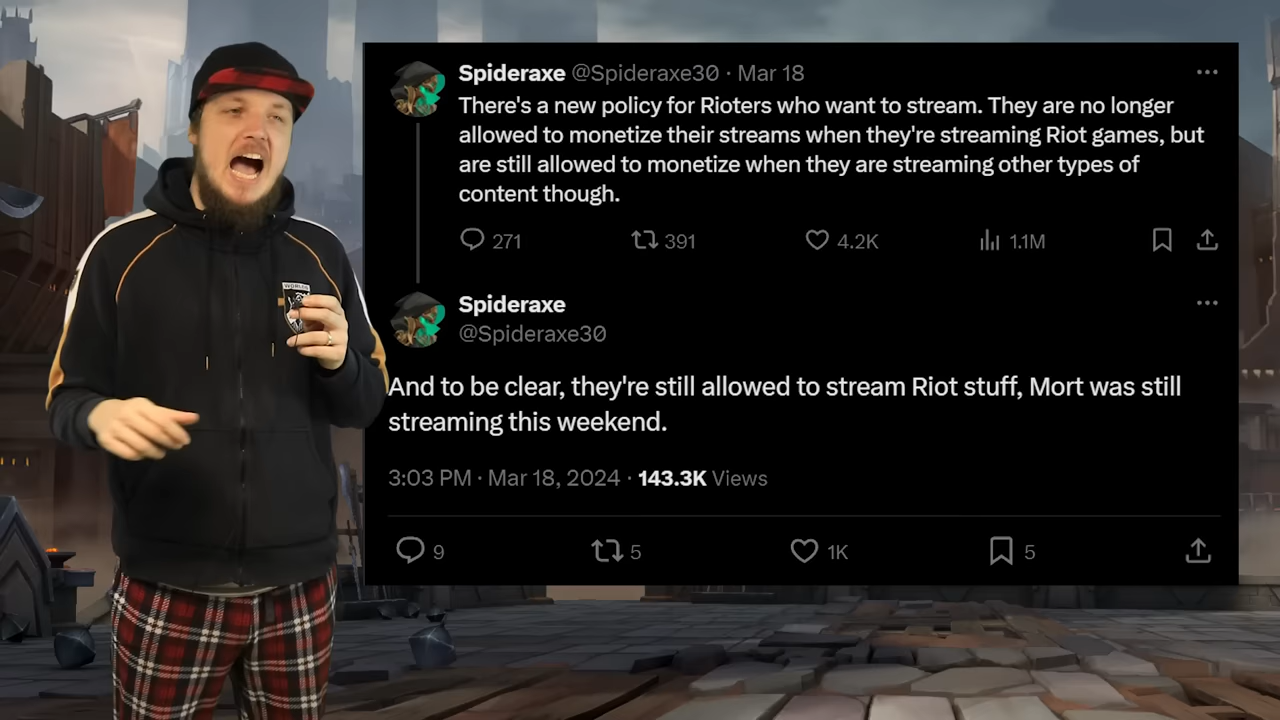 Spideraxe @Spideraxe30 · Mar 18
There's a new policy for Rioters who want to stream. They are no longer
allowed to monetize their streams when they're streaming Riot games, but
are still allowed to monetize when they are streaming other types of
content though.
271 391 4.2K 1.1M
Spideraxe
@Spideraxe30
And to be clear, they're still allowed to stream Riot stuff, Mort was still
streaming this weekend.
3:03 PM · Mar 18, 2024 · 143.3K Views
9 5 1K 5
WORLDS